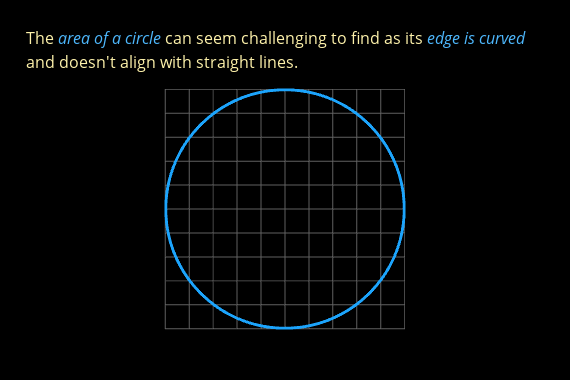 The area of a circle can seem challenging to find as its edge is curved
and doesn't align with straight lines.